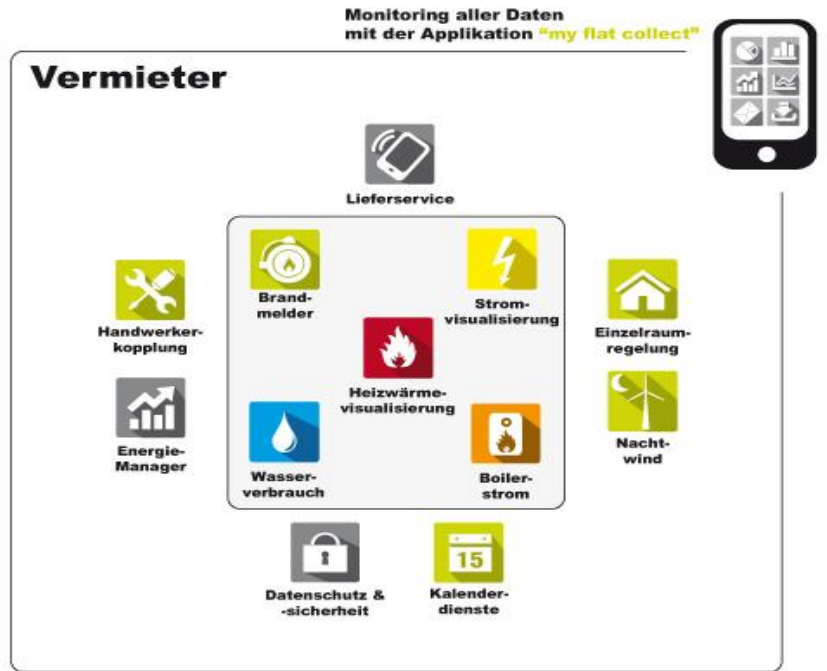 Monitoring aller Daten
mit der Applikation “my flat collect”
Vermieter
Lieferservice
Brand-
melder
Strom-
visualisierung
Handwerker-
kopplung
Einzelraum-
regelung
Heizwärme-
visualisierung
Energie-
Manager
Nacht-
wind
Wasser-
verbrauch
Boiler-
strom
15
Datenschutz &
-sicherheit
Kalender-
dienste